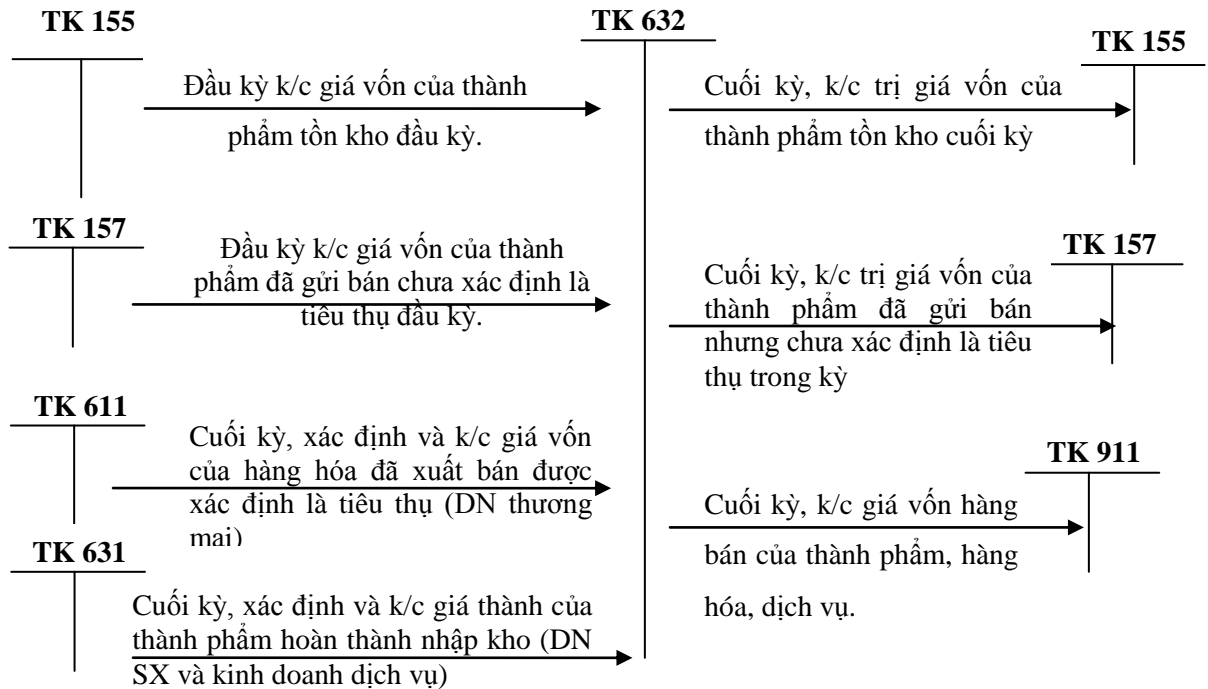 TK 155
TK 632
TK 155
Đầu kỳ k/c giá vốn của thành
phẩm tồn kho đầu kỳ.
Cuối kỳ, k/c trị giá vốn của
thành phẩm tồn kho cuối kỳ
TK 157
Đầu kỳ k/c giá vốn của thành
phẩm đã gửi bán chưa xác định là
tiêu thụ đầu kỳ.
TK 157
Cuối kỳ, k/c trị giá vốn của
thành phẩm đã gửi bán
nhưng chưa xác định là tiêu
thụ trong kỳ
TK 611
Cuối kỳ, xác định và k/c giá vốn
của hàng hóa đã xuất bán được
xác định là tiêu thụ (DN thương
mai)
TK 911
Cuối kỳ, k/c giá vốn hàng
bán của thành phẩm, hàng
hóa, dịch vụ.
TK 631
Cuối kỳ, xác định và k/c giá thành của
thành phẩm hoàn thành nhập kho (DN
SX và kinh doanh dịch vụ)